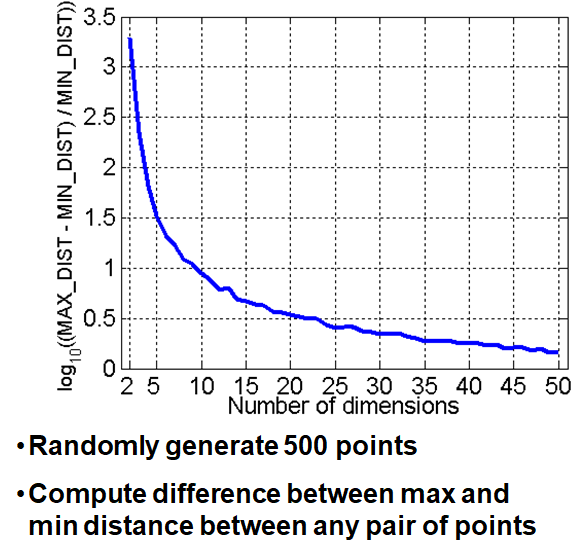 3.5
3
2.5
2
1.5
1
0.5
0
log10((MAX_DIST - MIN_DIST) / MIN_DIST))
2 5 10 15 20 25 30 35 40 45 50
Number of dimensions
•Randomly generate 500 points
•Compute difference between max and
min distance between any pair of points